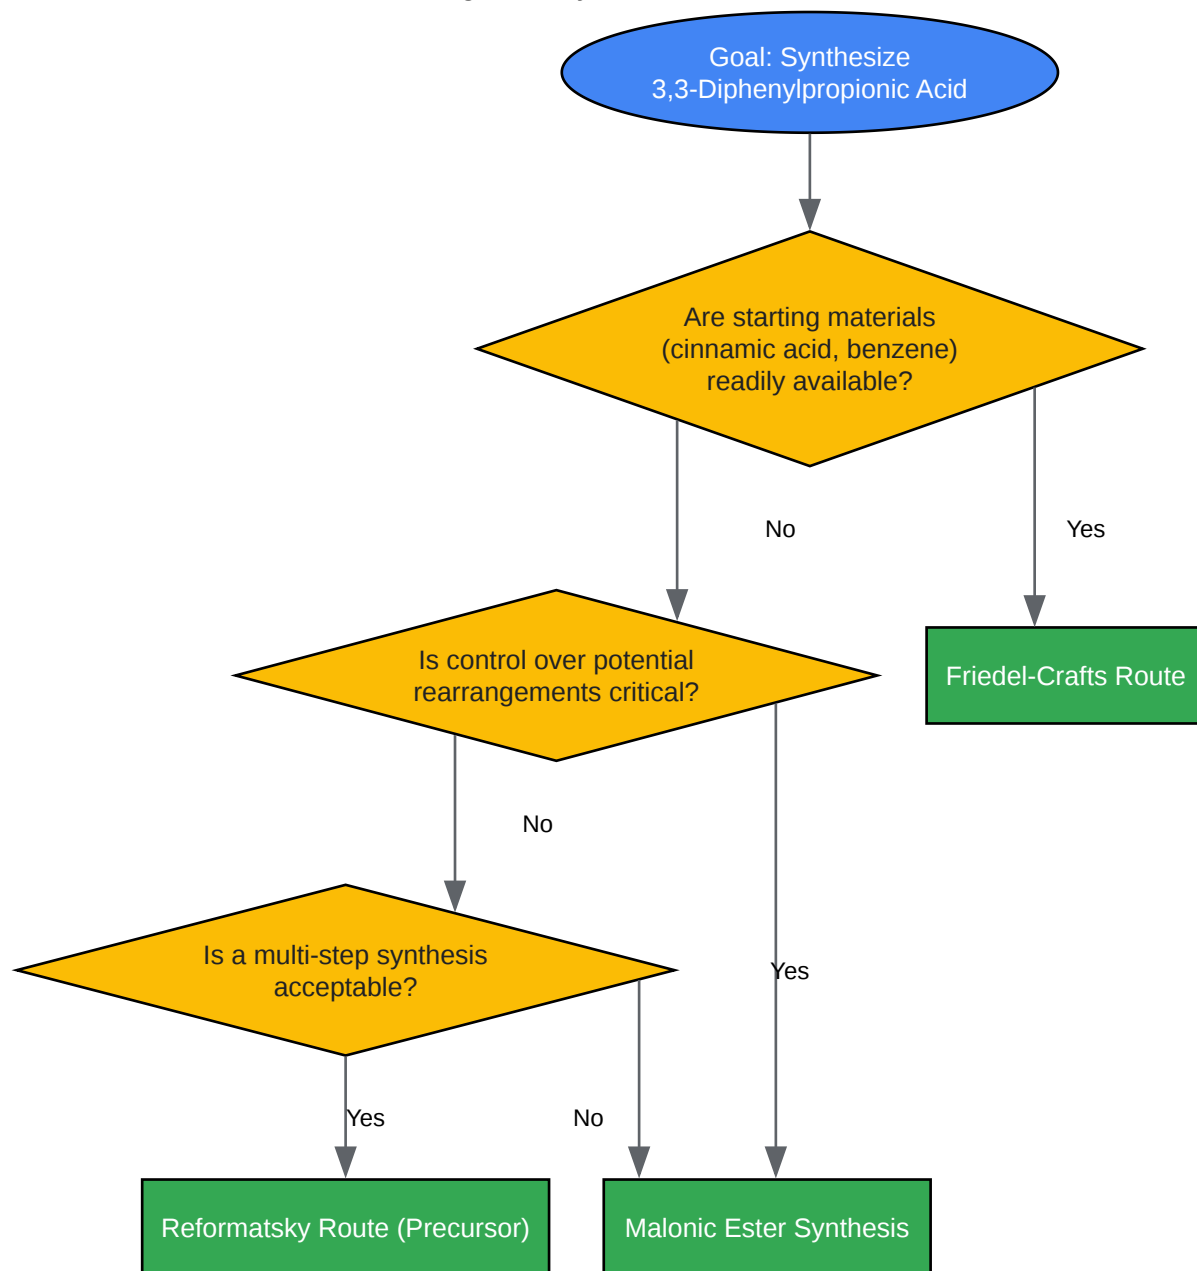 Goal: Synthesize
3,3-Diphenylpropionic Acid
Are starting materials
(cinnamic acid, benzene)
readily available?
No
Yes
Is control over potential
rearrangements critical?
Friedel-Crafts Route
No
Is a multi-step synthesis
acceptable?
Yes
Yes
No
Reformatsky Route (Precursor)
Malonic Ester Synthesis